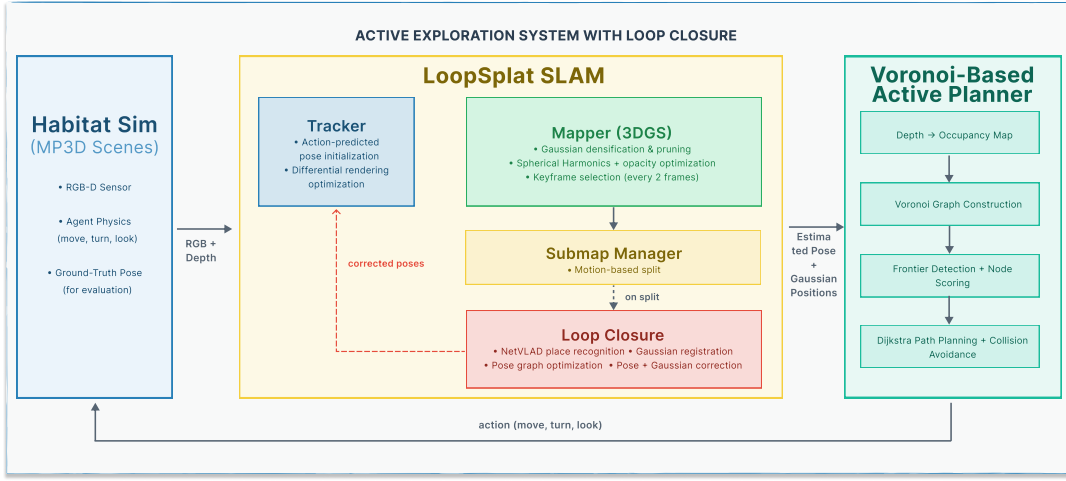 ACTIVE EXPLORATION SYSTEM WITH LOOP CLOSURE
Habitat Sim
(MP3D Scenes)
• RGB-D Sensor
• Agent Physics
(move, turn, look)
• Ground-Truth Pose
(for evaluation)
RGB +
Depth
LoopSplat SLAM
Tracker
• Action-predicted
pose initialization
• Differential rendering
optimization
Mapper (3DGS)
• Gaussian densification & pruning
• Spherical Harmonics + opacity optimization
• Keyframe selection (every 2 frames)
Submap Manager
• Motion-based split
on split
corrected poses
Loop Closure
• NetVLAD place recognition • Gaussian registration
• Pose graph optimization • Pose + Gaussian correction
Estima
ted Pose
+
Gaussian
Positions
Voronoi-Based
Active Planner
Depth → Occupancy Map
Voronoi Graph Construction
Frontier Detection + Node
Scoring
Dijkstra Path Planning + Collision
Avoidance
action (move, turn, look)